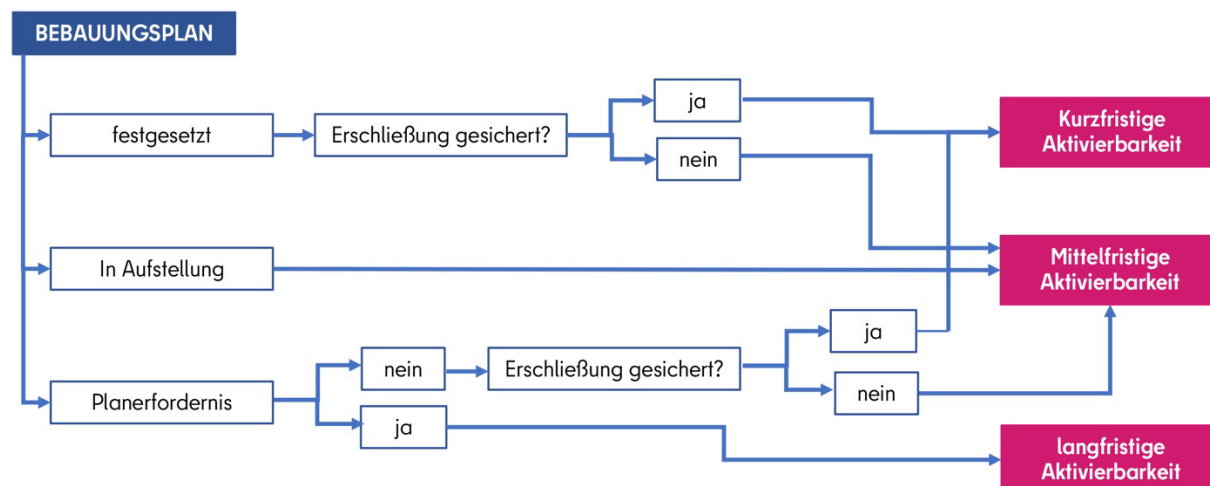 BEBAUUNGSPLAN
festgesetzt
Erschließung gesichert?
ja
nein
Kurzfristige
Aktivierbarkeit
In Aufstellung
Mittelfristige
Aktivierbarkeit
Planerfordernis
nein
Erschließung gesichert?
ja
nein
ja
langfristige
Aktivierbarkeit